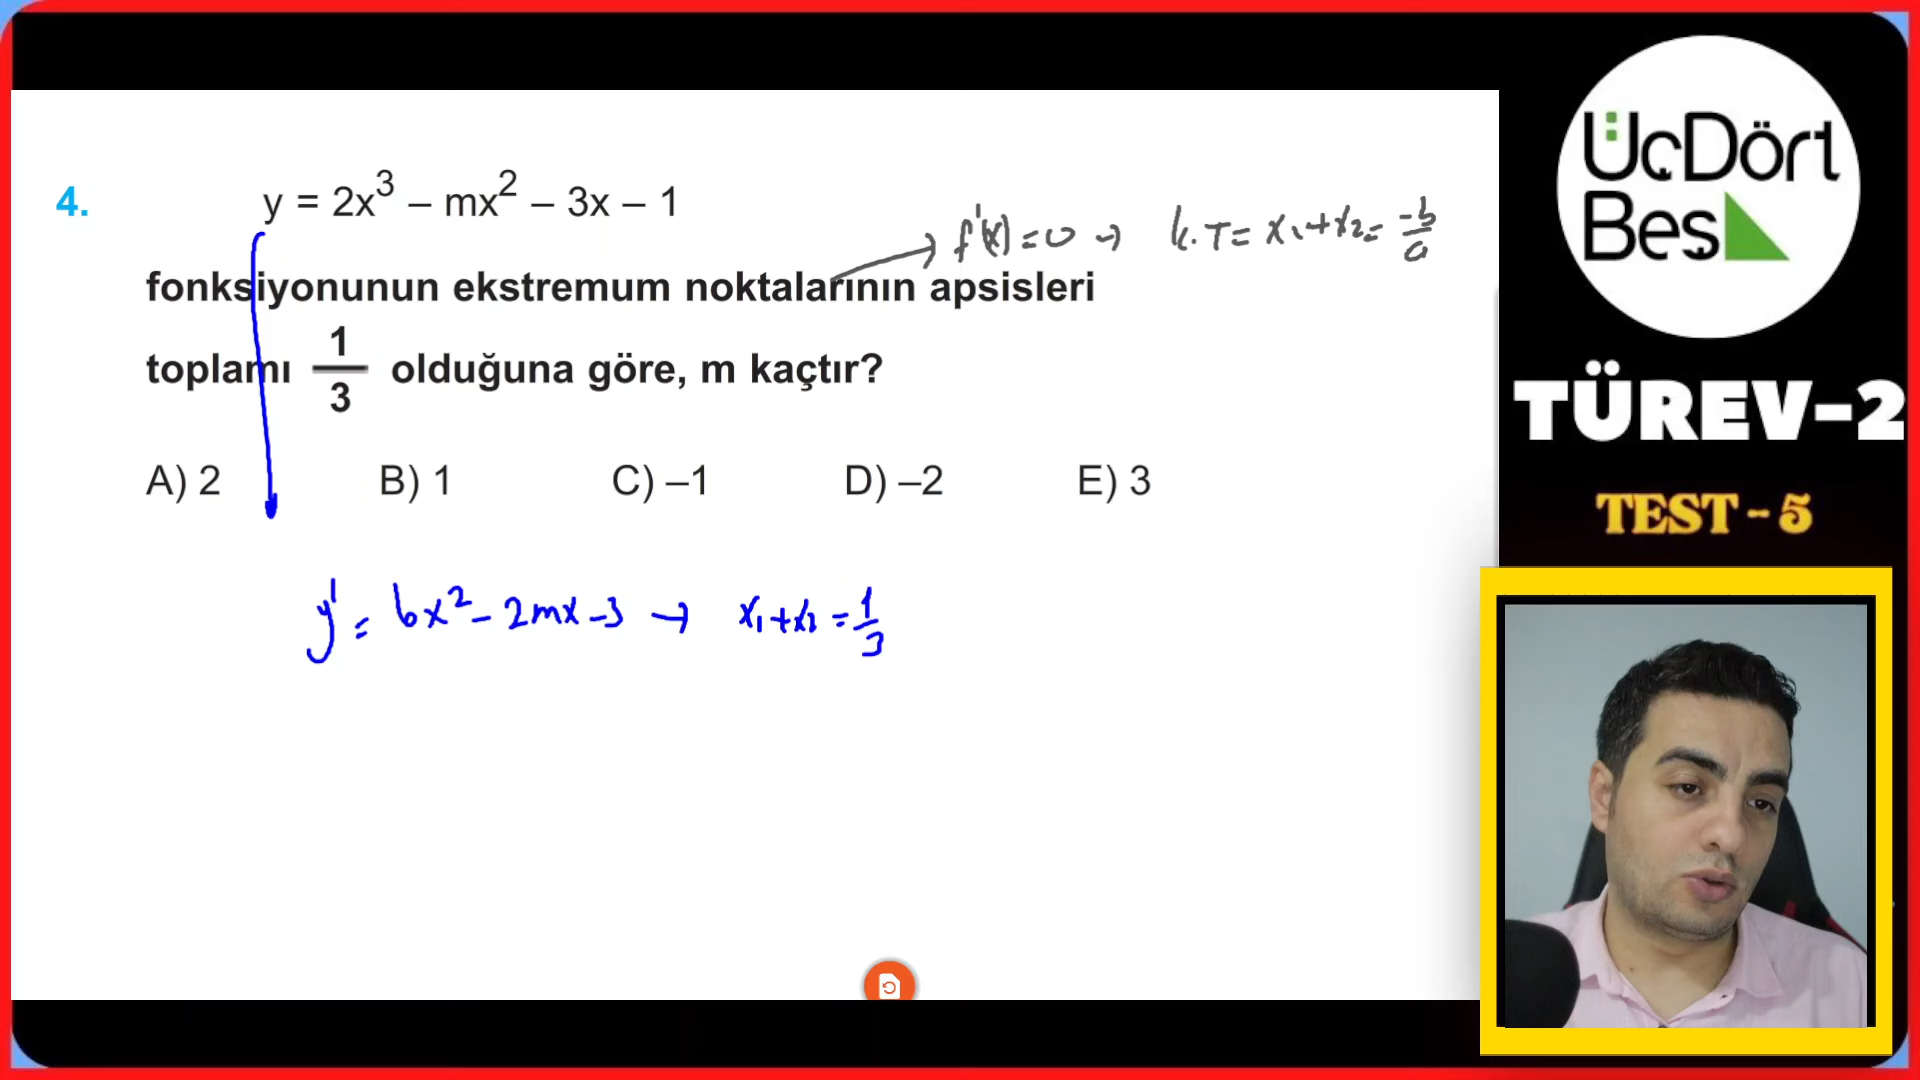 4. y = 2x³ – mx² – 3x – 1
f'(x) = 0 → k.T = x₁+x₂ = -b/a
fonksiyonunun ekstremum noktalarının apsisleri
toplamı 1/3 olduğuna göre, m kaçtır?
A) 2 B) 1 C) –1 D) –2 E) 3
y' = 6x² - 2mx - 3 → x₁+x₂ = 1/3
ÜçDört
Beş
TÜREV-2
TEST - 5